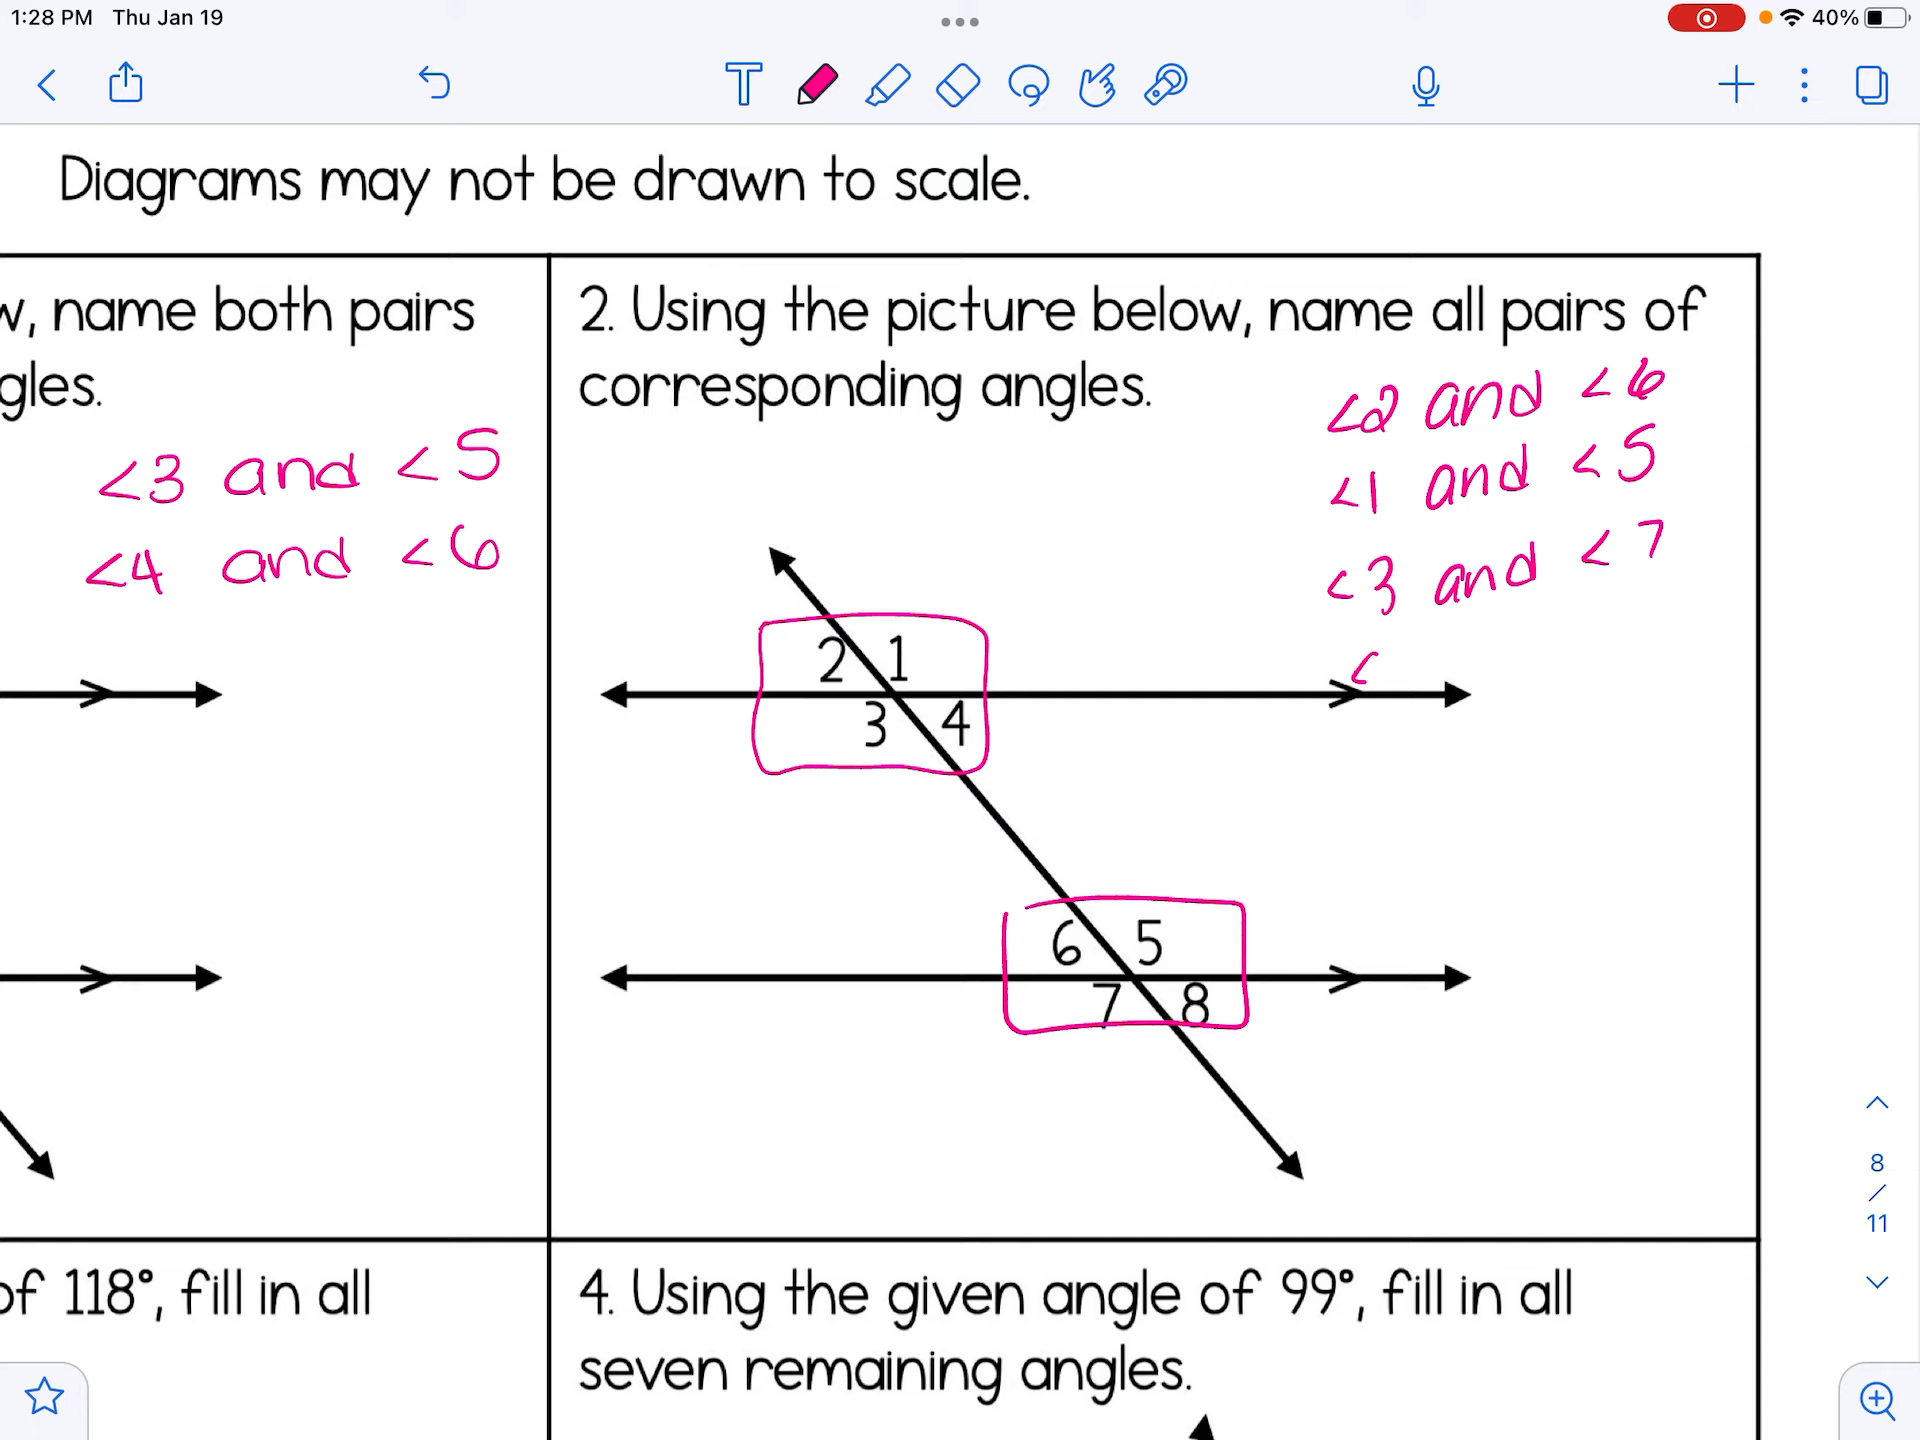 1:28 PM Thu Jan 19
40%
Diagrams may not be drawn to scale.
w, name both pairs
gles.
<3 and <5
<4 and <6
2. Using the picture below, name all pairs of
corresponding angles.
<2 and <6
<1 and <5
<3 and <7
<
2 1
3 4
6 5
7 8
of 118°, fill in all
4. Using the given angle of 99°, fill in all
seven remaining angles.
8
/
11